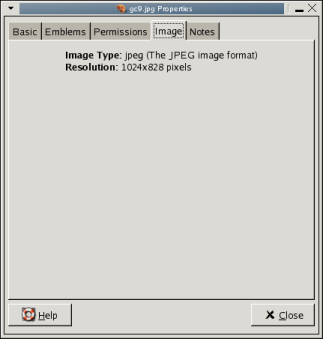 gc9.jpg Properties
Basic Emblems Permissions Image Notes
Image Type: jpeg (The JPEG image format)
Resolution: 1024x828 pixels
Help Close